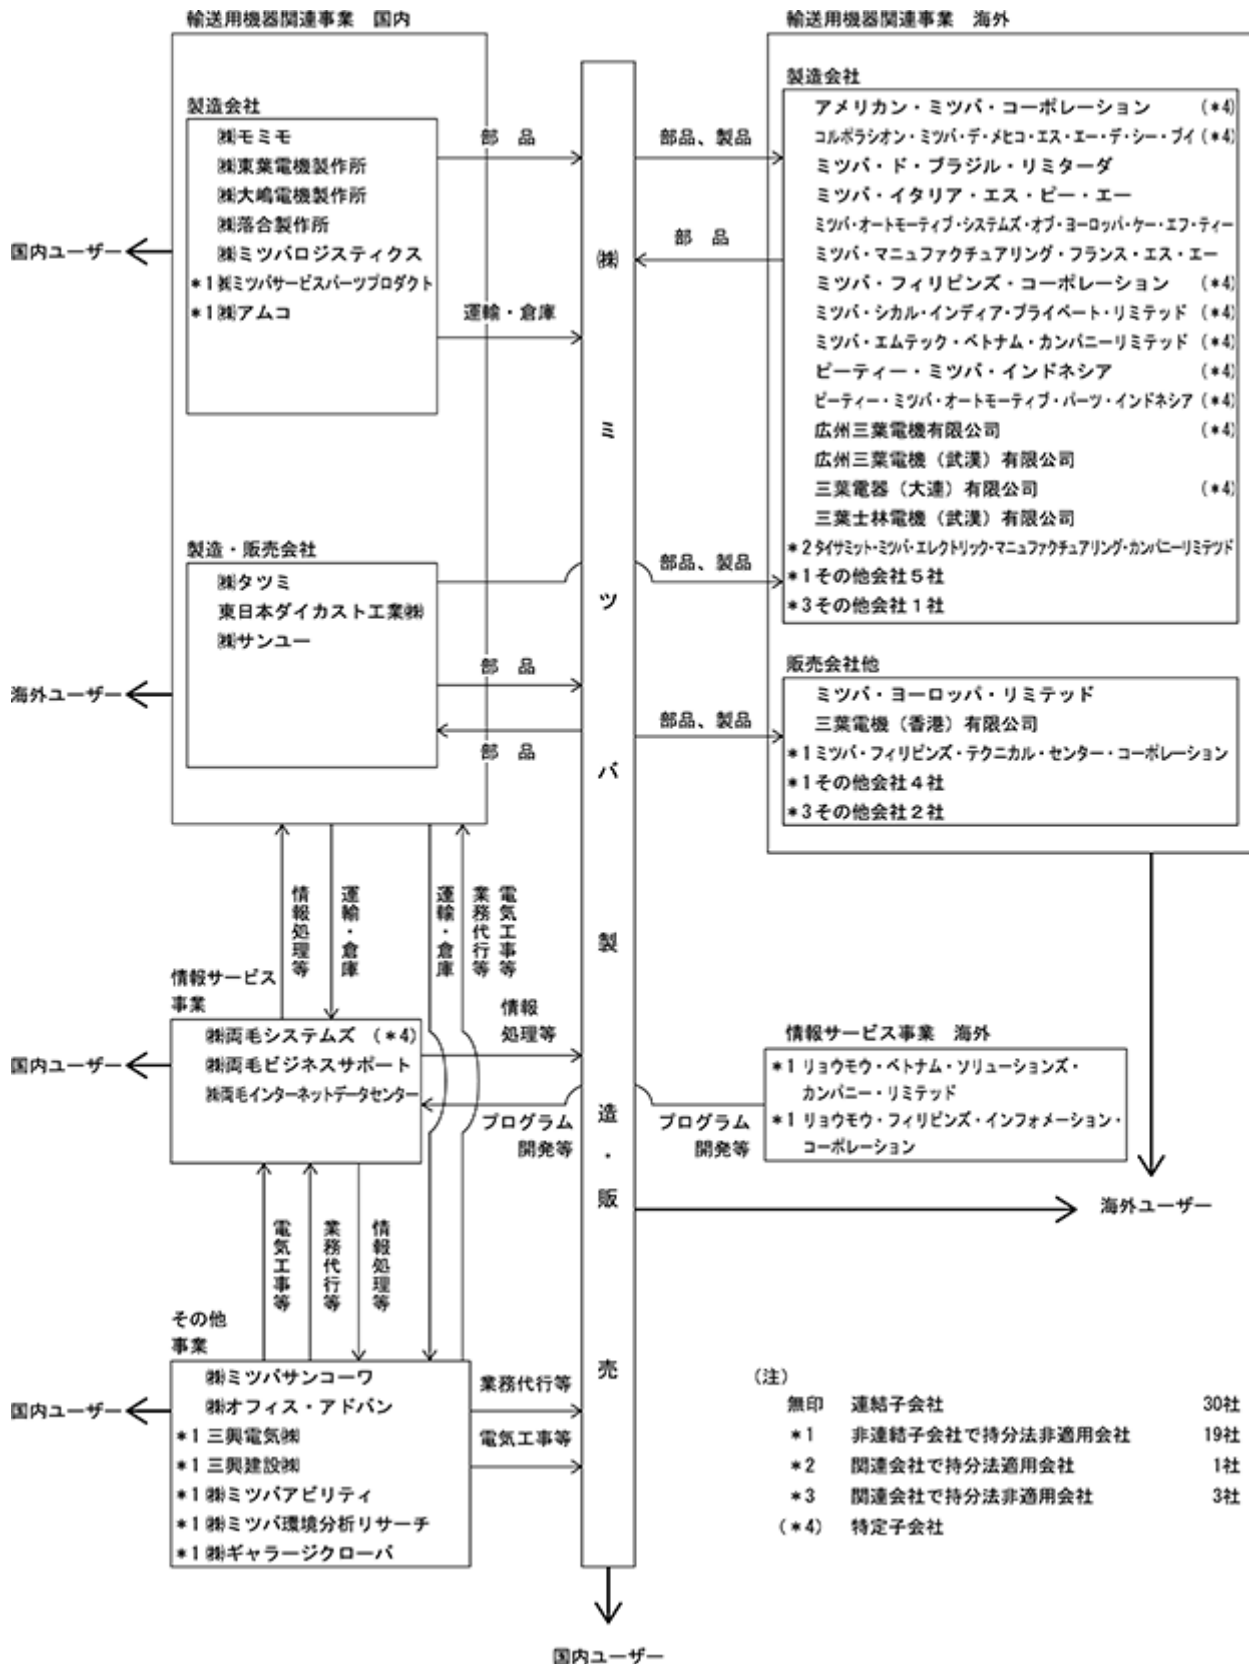 輸送用機器関連事業　国内
製造会社
㈱モミモ
㈱東葉電機製作所
㈱大嶋電機製作所
㈱落合製作所
㈱ミツバロジスティクス
＊1㈱ミツバサービスパーツプロダクト
＊1㈱アムコ
国内ユーザー
部　品
運輸・倉庫
製造・販売会社
㈱タツミ
東日本ダイカスト工業㈱
㈱サンユー
海外ユーザー
部　品
部　品
㈱ミツバ製造・販売
部品、製品
部　品
部品、製品
部品、製品
輸送用機器関連事業　海外
製造会社
アメリカン・ミツバ・コーポレーション　(＊4)
コルポラシオン・ミツバ・デ・メヒコ・エス・エー・デ・シー・ブイ (＊4)
ミツバ・ド・ブラジル・リミターダ
ミツバ・イタリア・エス・ピー・エー
ミツバ・オートモーティブ・システムズ・オブ・ヨーロッパ・ケー・エフ・ティー
ミツバ・マニュファクチュアリング・フランス・エス・エー
ミツバ・フィリピンズ・コーポレーション　(＊4)
ミツバ・シカル・インディア・プライベート・リミテッド (＊4)
ミツバ・エムテック・ベトナム・カンパニーリミテッド (＊4)
ピーティー・ミツバ・インドネシア　(＊4)
ピーティー・ミツバ・オートモーティブ・パーツ・インドネシア (＊4)
広州三葉電機有限公司　(＊4)
広州三葉電機（武漢）有限公司
三葉電器（大連）有限公司　(＊4)
三葉士林電機（武漢）有限公司
＊2タイサミット・ミツバ・エレクトリック・マニュファクチュアリング・カンパニーリミテツド
＊1その他会社５社
＊3その他会社１社
販売会社他
ミツバ・ヨーロッパ・リミテッド
三葉電機（香港）有限公司
＊1ミツバ・フィリピンズ・テクニカル・センター・コーポレーション
＊1その他会社４社
＊3その他会社２社
情報処理等
運輸・倉庫
運輸・倉庫
電気工事等
業務代行等
情報サービス
事業
㈱両毛システムズ　(＊4)
㈱両毛ビジネスサポート
㈱両毛インターネットデータセンター
国内ユーザー
情報
処理等
プログラム
開発等
プログラム
開発等
情報サービス事業　海外
＊1 リョウモウ・ベトナム・ソリューションズ・
カンパニー・リミテッド
＊1 リョウモウ・フィリピンズ・インフォメーション・
コーポレーション
海外ユーザー
電気工事等
業務代行等
情報処理等
その他
事業
㈱ミツバサンコーワ
㈱オフィス・アドバン
＊1 三興電気㈱
＊1 三興建設㈱
＊1 ㈱ミツバアビリティ
＊1 ㈱ミツバ環境分析リサーチ
＊1 ㈱ギャラージクローバ
国内ユーザー
業務代行等
電気工事等
国内ユーザー
（注）
無印　連結子会社　30社
＊1　非連結子会社で持分法非適用会社　19社
＊2　関連会社で持分法適用会社　1社
＊3　関連会社で持分法非適用会社　3社
(＊4)　特定子会社